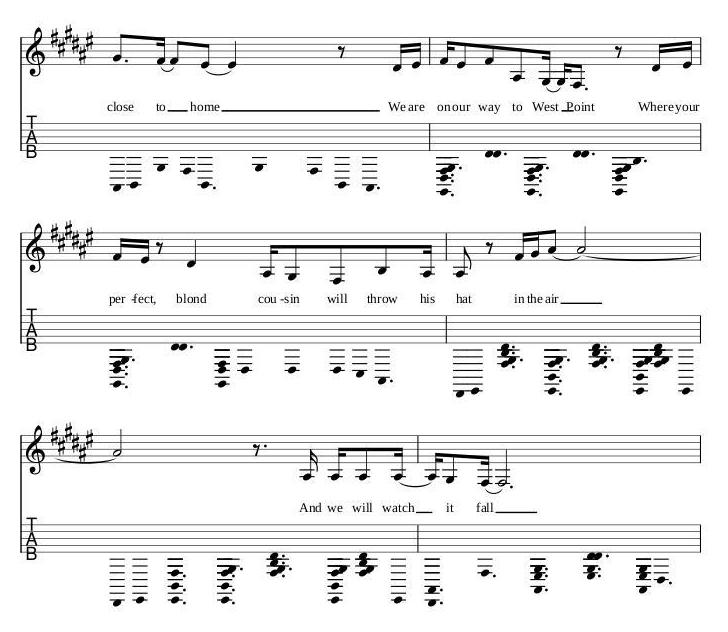 close to home We are on our way to West Point Where your
T
A
B
per -fect, blond cou -sin will throw his hat in the air
T
A
B
And we will watch it fall
T
A
B